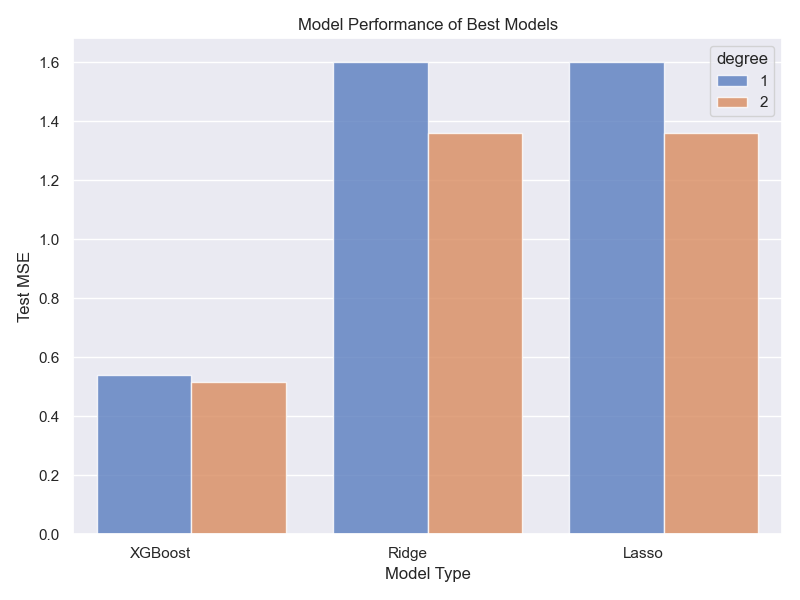 Model Performance of Best Models
degree
1
2
1.6
1.4
1.2
1.0
0.8
0.6
0.4
0.2
0.0
Test MSE
XGBoost Ridge Lasso
Model Type